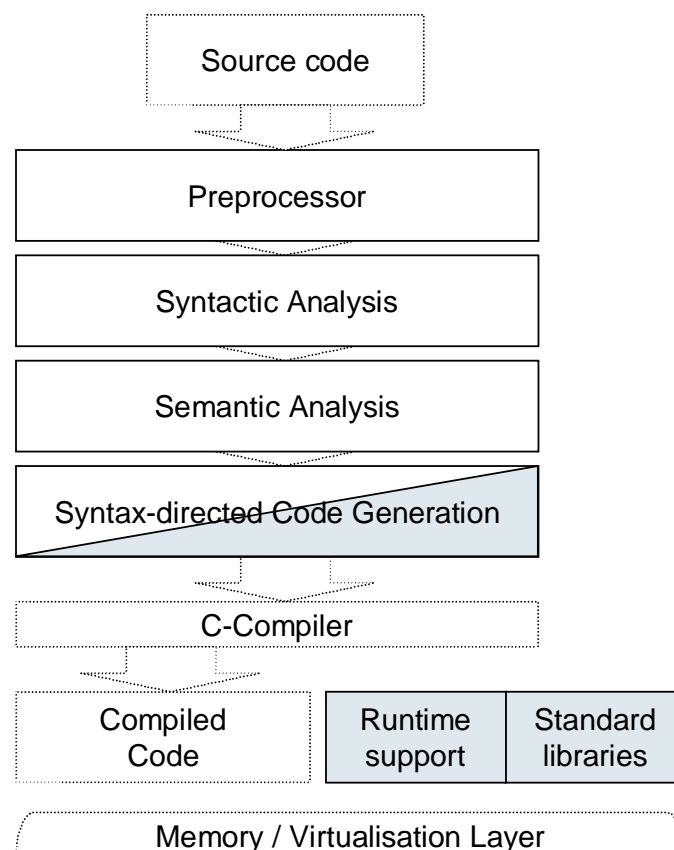 Source code
Preprocessor
Syntactic Analysis
Semantic Analysis
Syntax-directed Code Generation
C-Compiler
Compiled
Code
Runtime
support
Standard
libraries
Memory / Virtualisation Layer